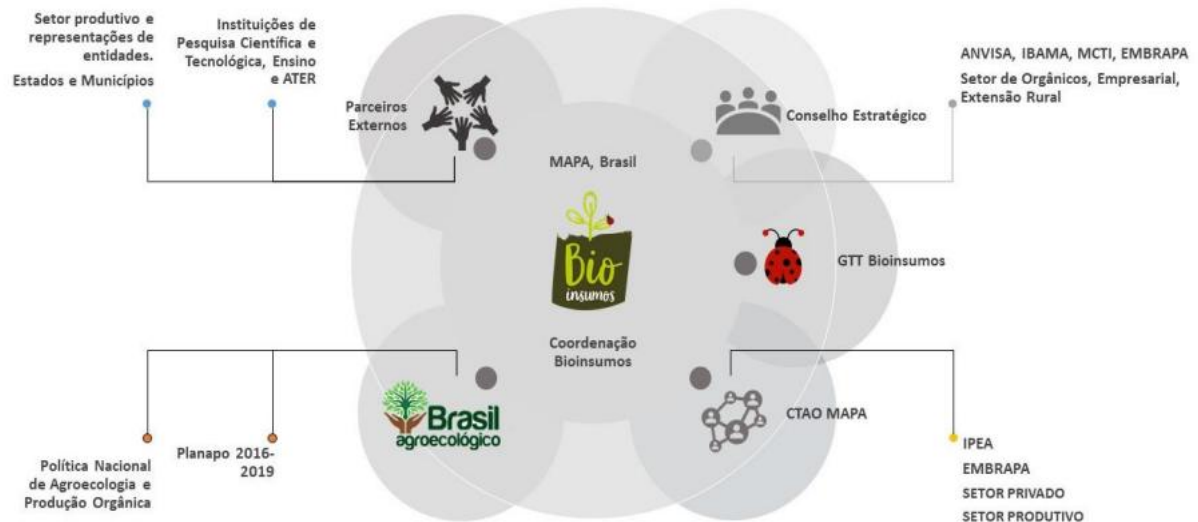 Setor produtivo e
representações de
entidades.
Estados e Municípios
Instituições de
Pesquisa Científica e
Tecnológica, Ensino
e ATER
Parceiros
Externos
MAPA, Brasil
Conselho Estratégico
ANVISA, IBAMA, MCTI, EMBRAPA
Setor de Orgânicos, Empresarial,
Extensão Rural
Bio
insumos
GTT Bioinsumos
Coordenação
Bioinsumos
Brasil
agroecológico
CTAO MAPA
Política Nacional
de Agroecologia e
Produção Orgânica
Planapo 2016-
2019
IPEA
EMBRAPA
SETOR PRIVADO
SETOR PRODUTIVO